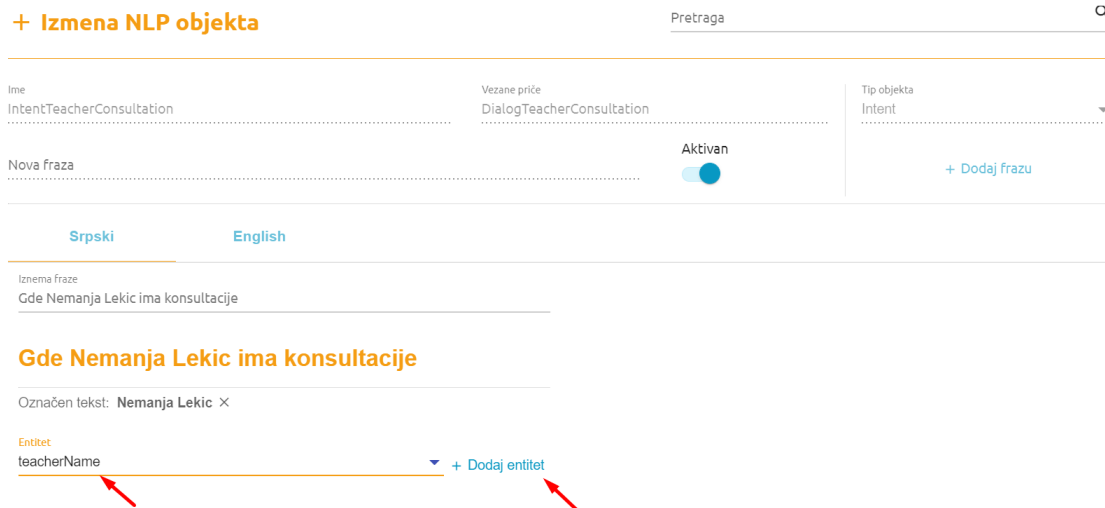 + Izmena NLP objekta
Pretraga
Ime
IntentTeacherConsultation
Vezane priče
DialogTeacherConsultation
Tip objekta
Intent
Nova fraza
Aktivan
+ Dodaj frazu
Srpski
English
Iznema fraze
Gde Nemanja Lekic ima konsultacije
Gde Nemanja Lekic ima konsultacije
Označen tekst: Nemanja Lekic ×
Entitet
teacherName
+ Dodaj entitet